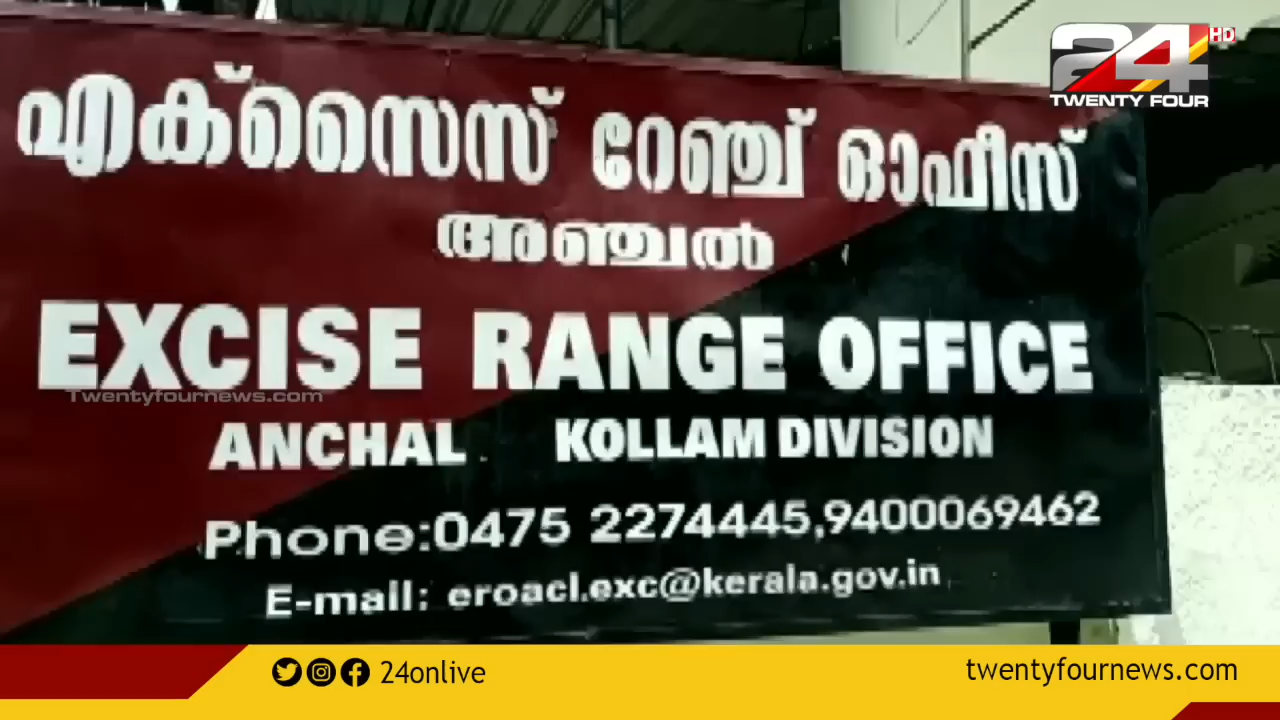 24 HD
TWENTY FOUR
എക്സൈസ് റേഞ്ച് ഓഫീസ്
അഞ്ചൽ
EXCISE RANGE OFFICE
Twentyfournews.com
ANCHAL KOLLAM DIVISION
Phone:0475 2274445,9400069462
E-mail: eroacl.exc@kerala.gov.in
24onlive
twentyfournews.com